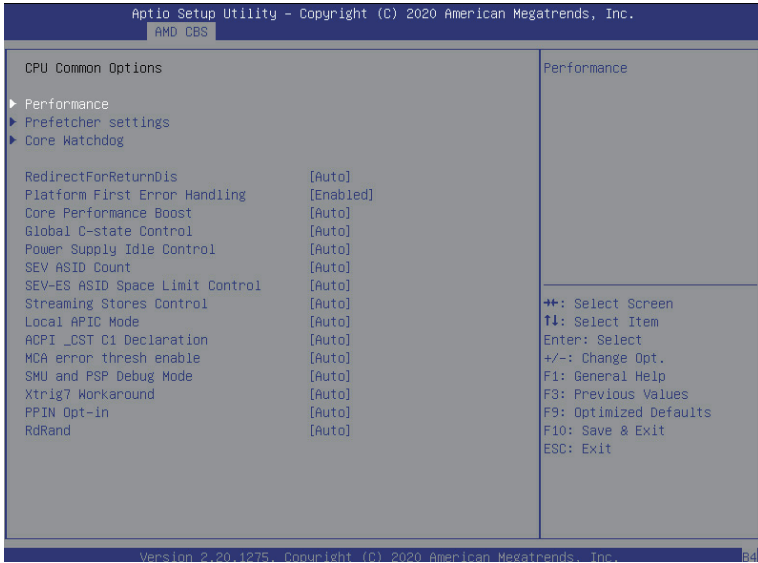 Aptio Setup Utility – Copyright (C) 2020 American Megatrends, Inc.
AMD CBS
CPU Common Options
Performance
Prefetcher settings
Core Watchdog
RedirectForReturnDis [Auto]
Platform First Error Handling [Enabled]
Core Performance Boost [Auto]
Global C-state Control [Auto]
Power Supply Idle Control [Auto]
SEV ASID Count [Auto]
SEV-ES ASID Space Limit Control [Auto]
Streaming Stores Control [Auto]
Local APIC Mode [Auto]
ACPI _CST C1 Declaration [Auto]
MCA error thresh enable [Auto]
SMU and PSP Debug Mode [Auto]
Xtrig7 Workaround [Auto]
PPIN Opt-in [Auto]
RdRand [Auto]
Performance
→←: Select Screen
↑↓: Select Item
Enter: Select
+/-: Change Opt.
F1: General Help
F3: Previous Values
F9: Optimized Defaults
F10: Save & Exit
ESC: Exit
Version 2.20.1275. Copyright (C) 2020 American Megatrends, Inc.
B4